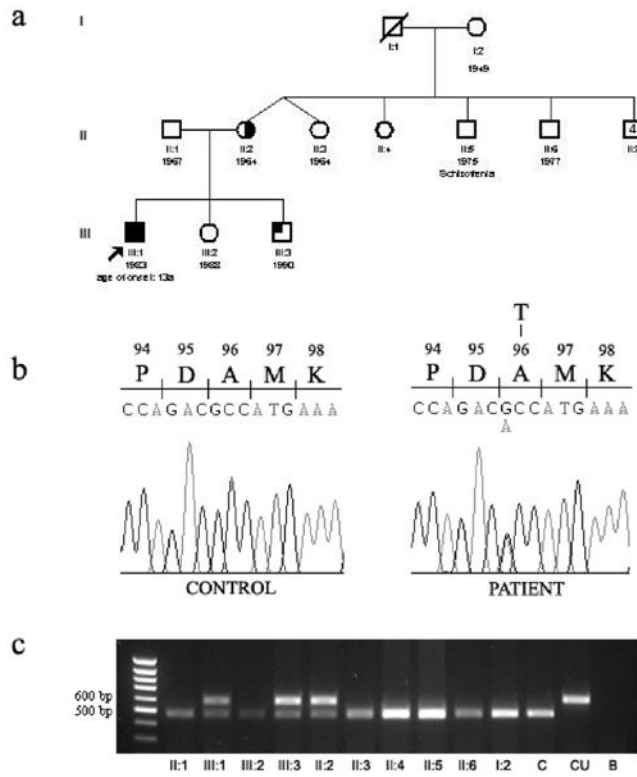 a
I
I:1
I:2
1949
II
II:1
1967
II:2
1964
II:3
1964
II:4
II:5
1975
Schizofenia
II:6
1977
4
III
III:1
1983
age of onset: 13a
III:2
1988
III:3
1990
b
94 95 96 97 98
P D A M K
CCAGACGCCATGAAA
CONTROL
T
94 95 96 97 98
P D A M K
CCAGACGCCATGAAA
A
PATIENT
c
600 bp
500 bp
II:1 III:1 III:2 III:3 II:2 II:3 II:4 II:5 II:6 I:2 C CU B